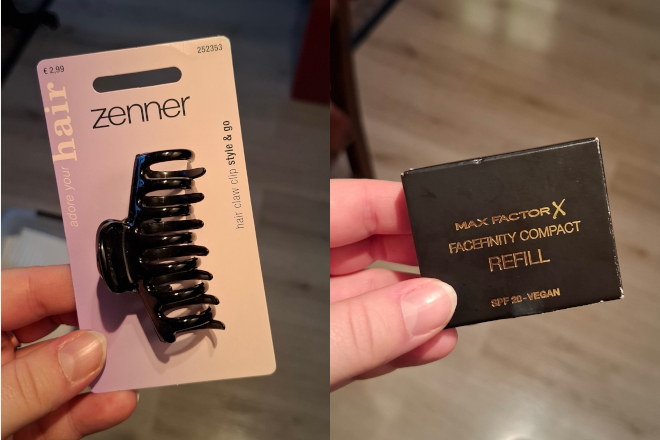 € 2,99
252353
zenner
adore your hair
hair claw clip style & go
MAX FACTOR X
FACEFINITY COMPACT
REFILL
SPF 20 - VEGAN